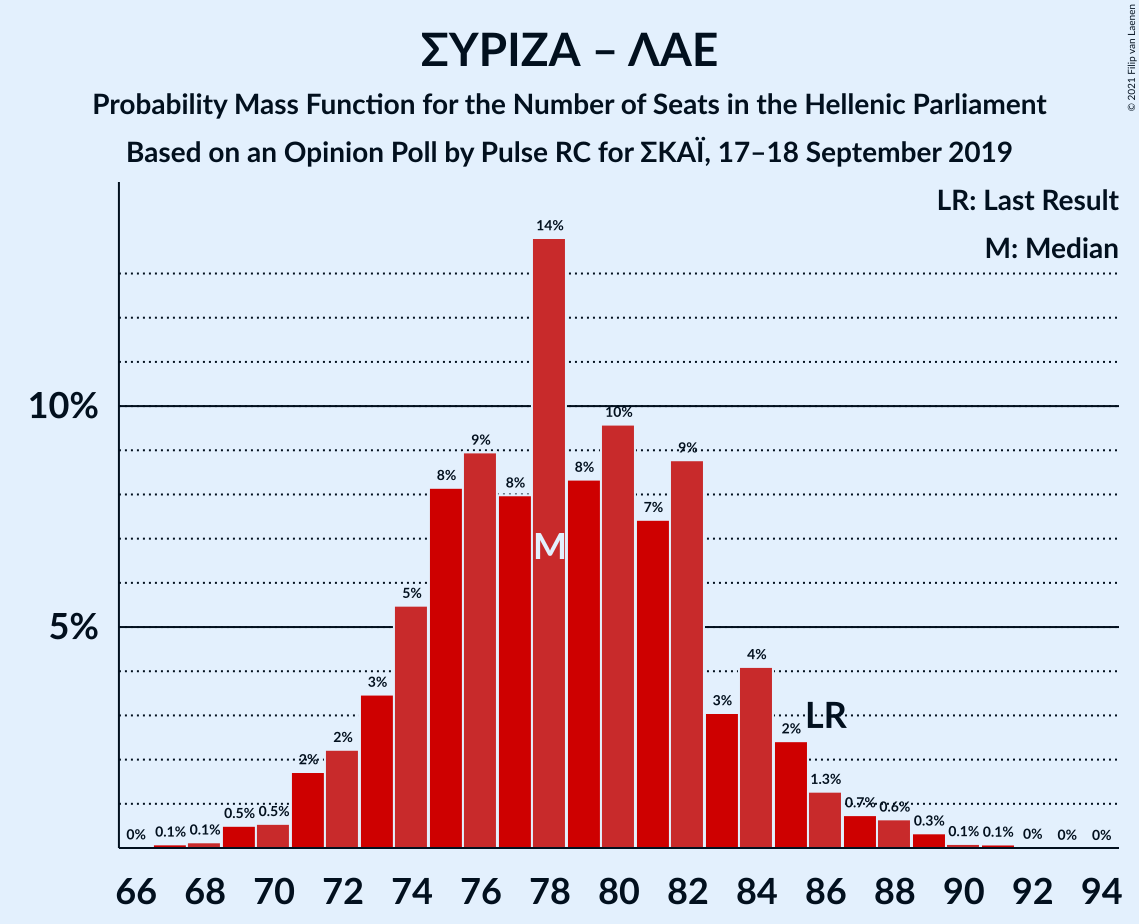 ΣΥΡΙΖΑ – ΛΑΕ
Probability Mass Function for the Number of Seats in the Hellenic Parliament
Based on an Opinion Poll by Pulse RC for ΣΚΑΪ, 17–18 September 2019
© 2021 Filip van Laenen
LR: Last Result
M: Median
10%
5%
0% 0.1% 0.1% 0.5% 0.5% 2% 2% 3% 5% 8% 9% 8% 14% 8% 10% 7% 9% 3% 4% 2% 1.3% 0.7% 0.6% 0.3% 0.1% 0.1% 0% 0% 0%
M
LR
66 68 70 72 74 76 78 80 82 84 86 88 90 92 94